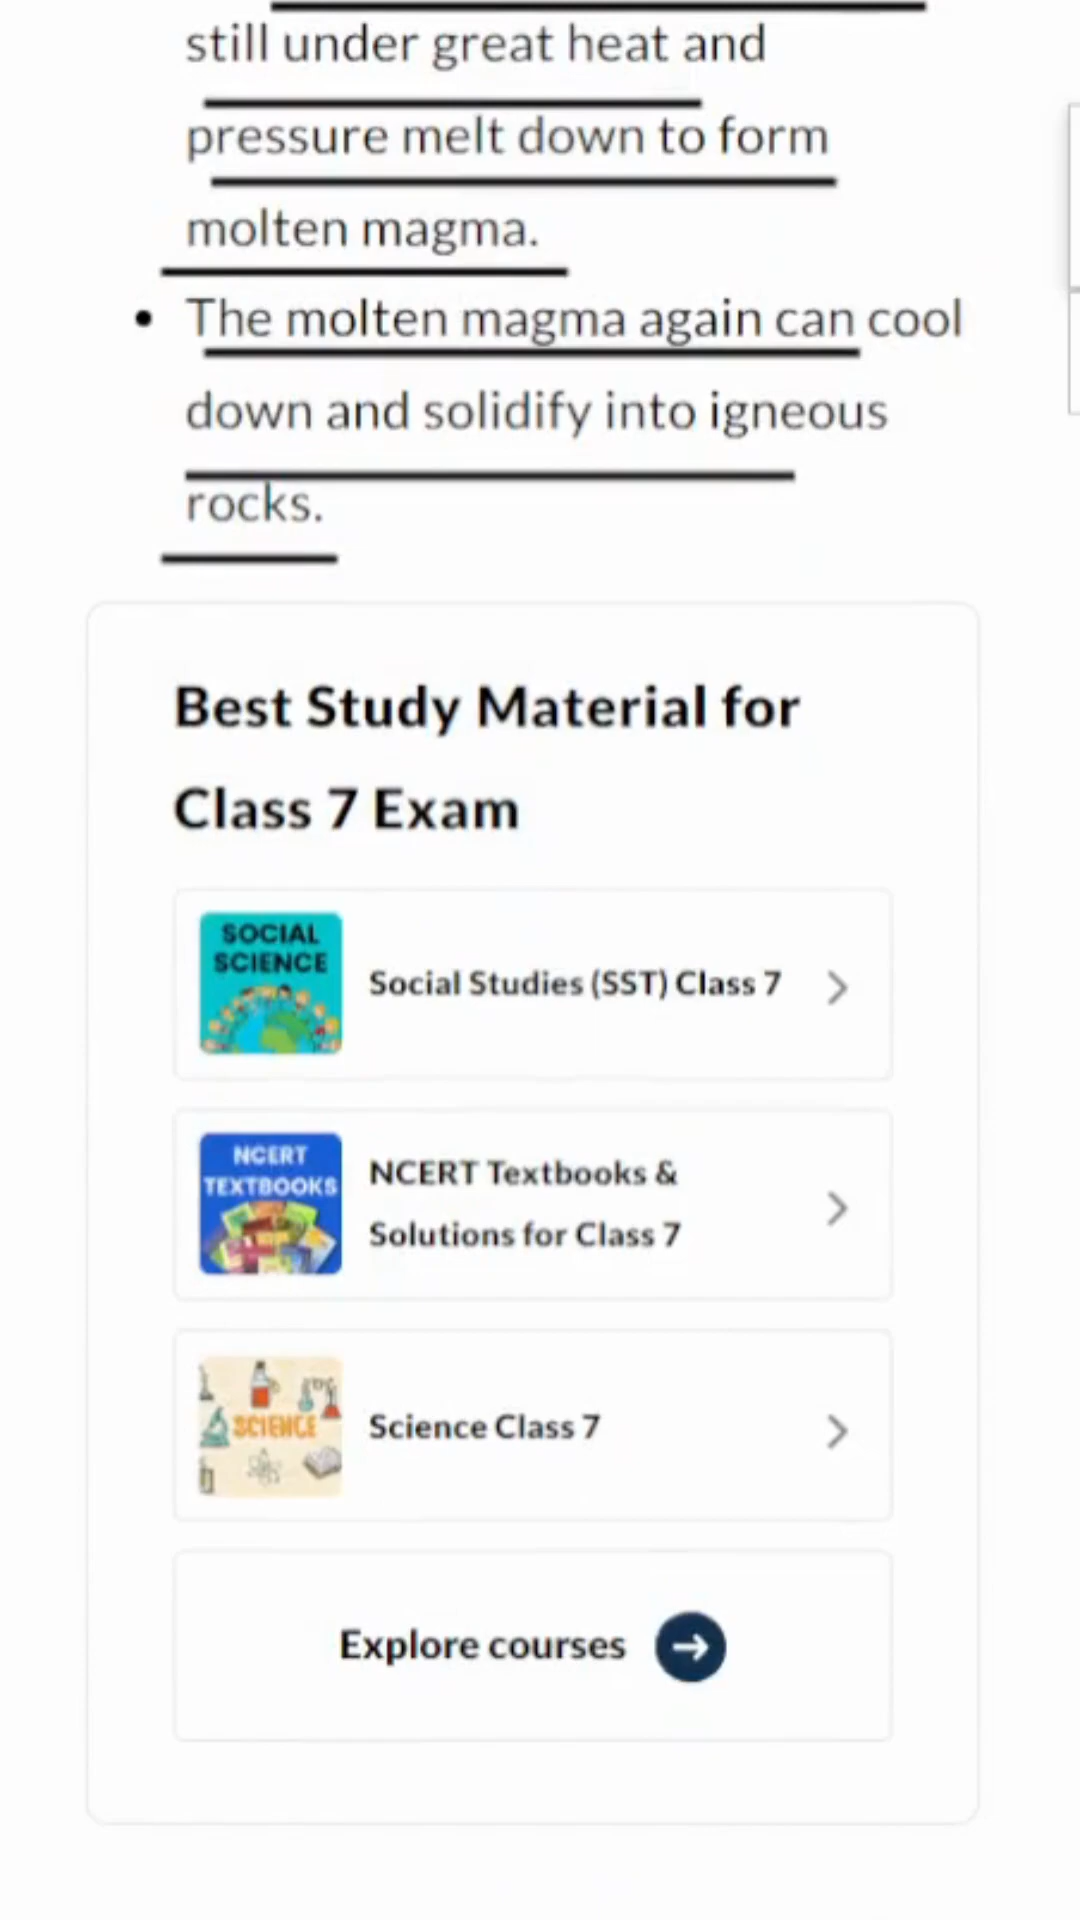 still under great heat and
pressure melt down to form
molten magma.
• The molten magma again can cool
down and solidify into igneous
rocks.
Best Study Material for
Class 7 Exam
SOCIAL
SCIENCE
Social Studies (SST) Class 7
NCERT
TEXTBOOKS
NCERT Textbooks &
Solutions for Class 7
SCIENCE
Science Class 7
Explore courses